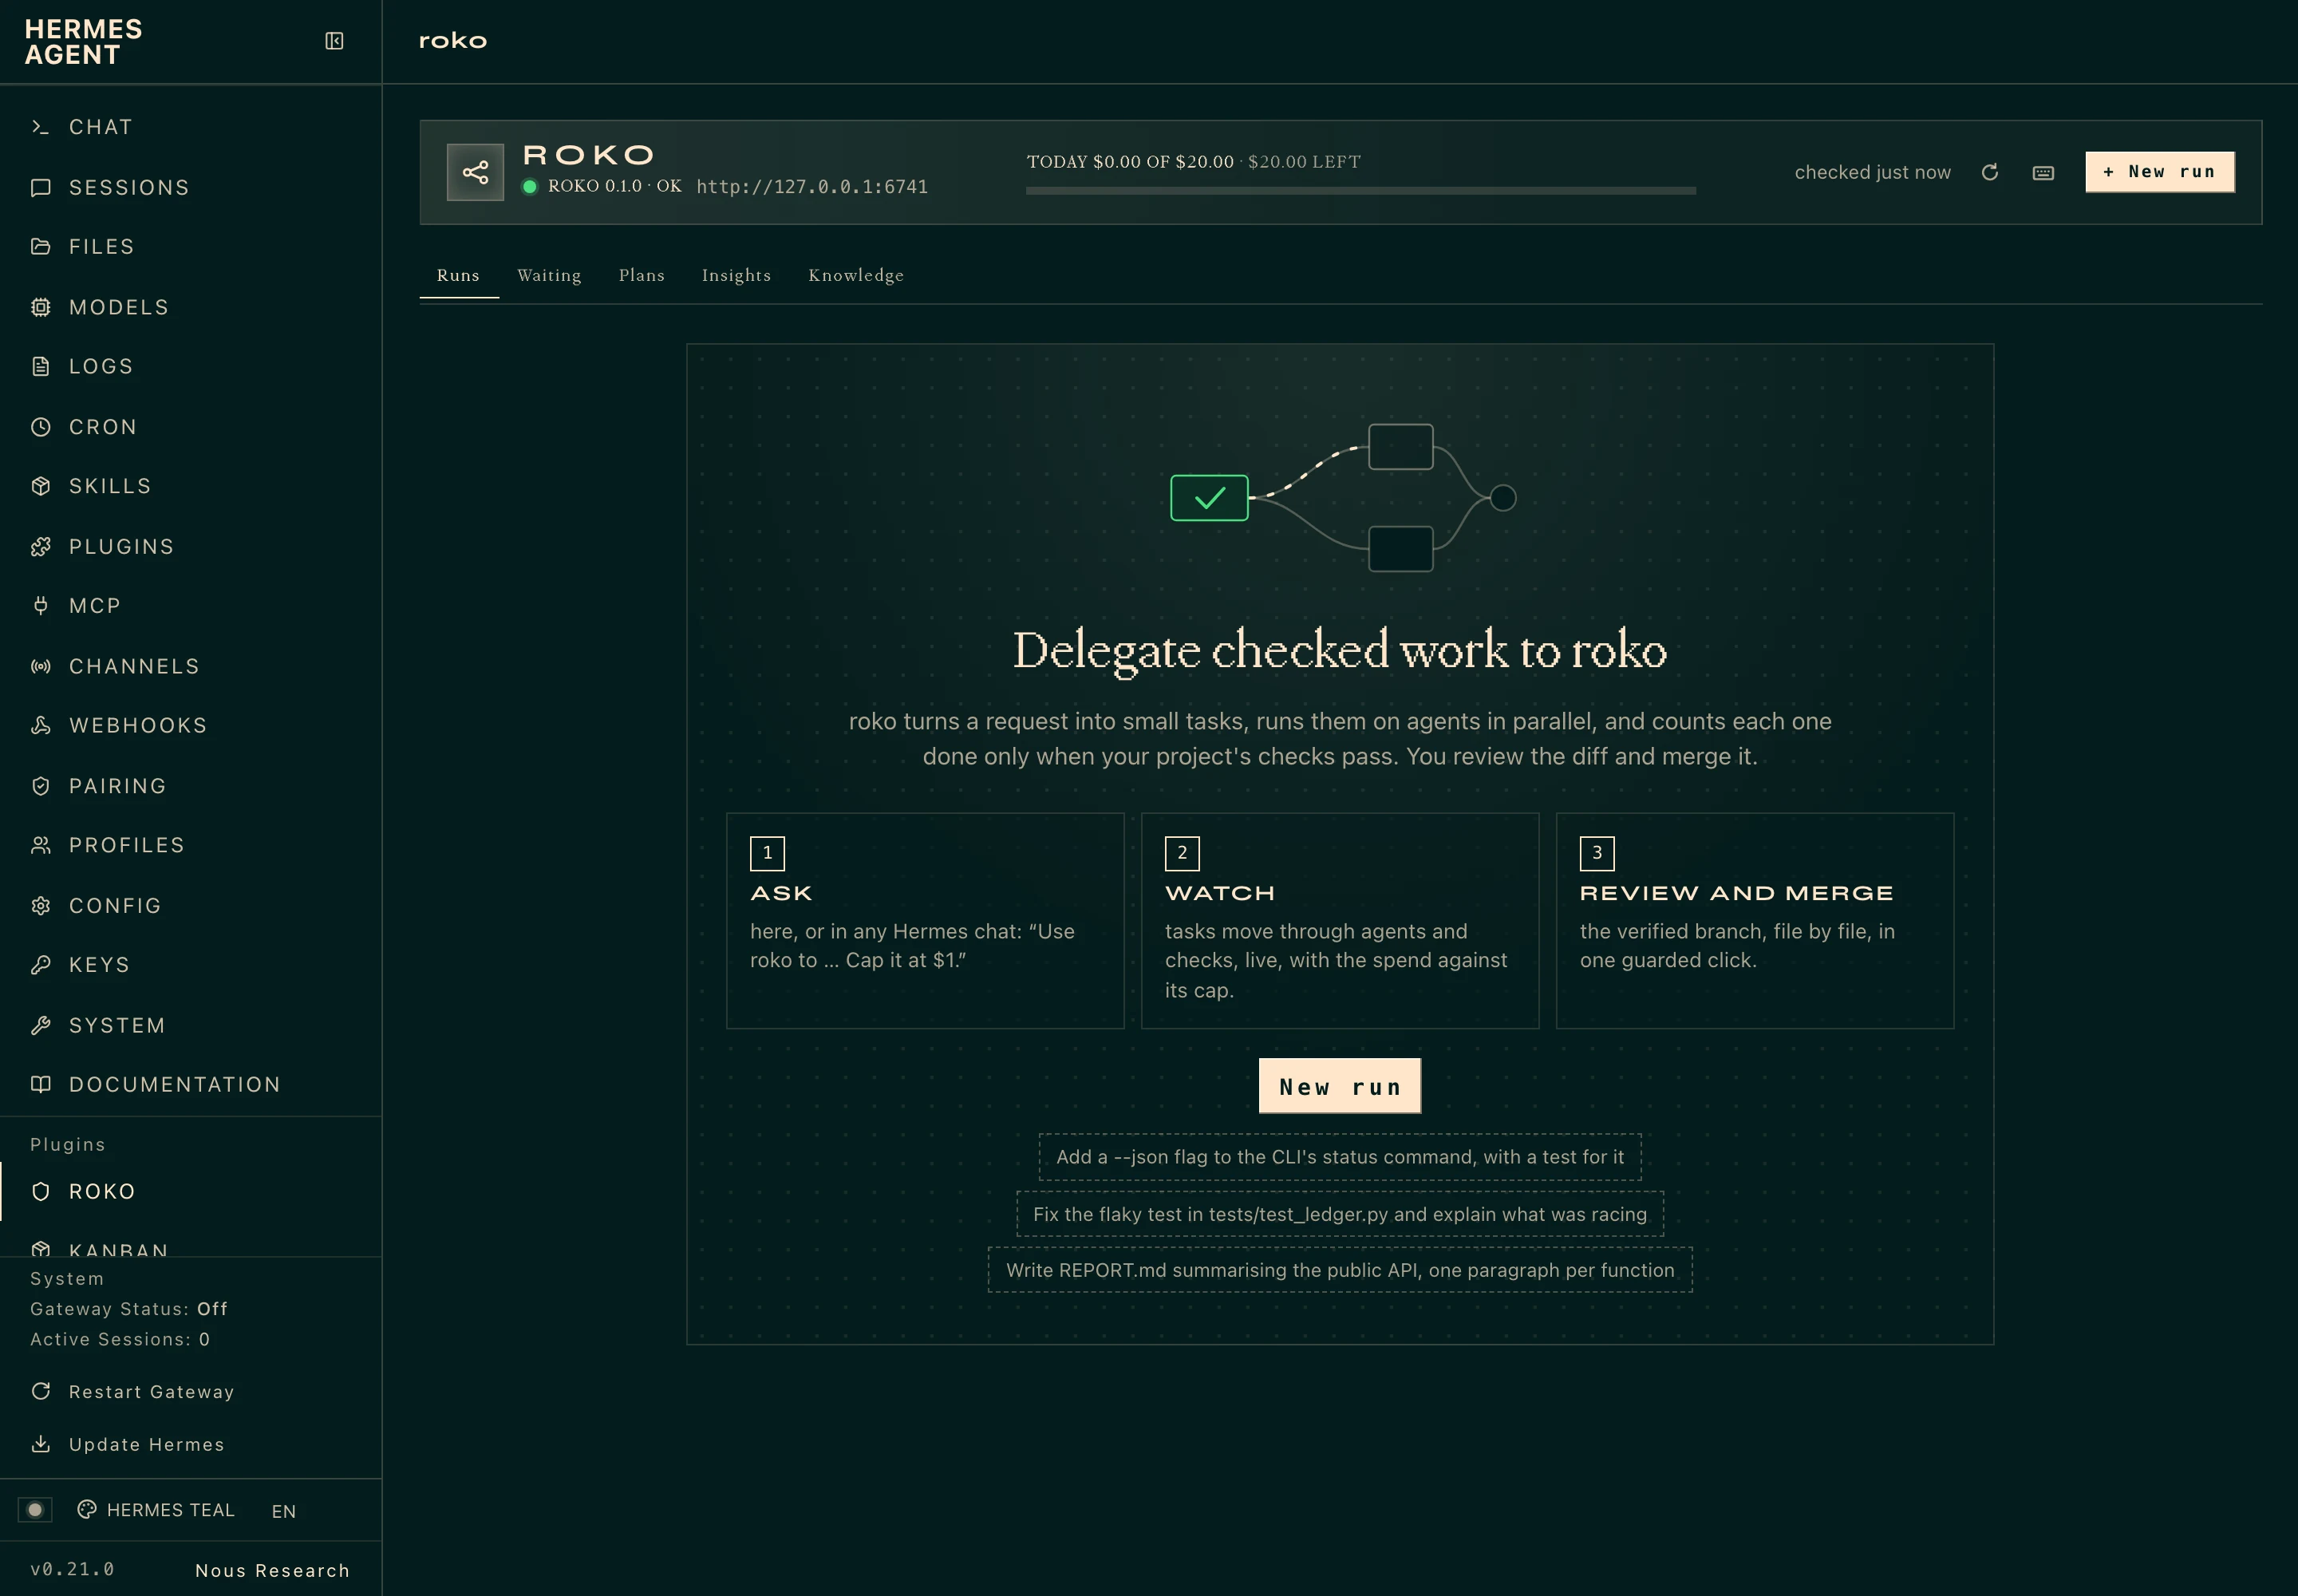 HERMES
AGENT
CHAT
SESSIONS
FILES
MODELS
LOGS
CRON
SKILLS
PLUGINS
MCP
CHANNELS
WEBHOOKS
PAIRING
PROFILES
CONFIG
KEYS
SYSTEM
DOCUMENTATION
Plugins
ROKO
KANBAN
System
Gateway Status: Off
Active Sessions: 0
Restart Gateway
Update Hermes
HERMES TEAL EN
v0.21.0 Nous Research
roko
ROKO
ROKO 0.1.0 · OK http://127.0.0.1:6741
TODAY $0.00 OF $20.00 · $20.00 LEFT
checked just now
+ New run
Runs Waiting Plans Insights Knowledge
Delegate checked work to roko
roko turns a request into small tasks, runs them on agents in parallel, and counts each one
done only when your project's checks pass. You review the diff and merge it.
1
ASK
here, or in any Hermes chat: “Use
roko to … Cap it at $1.”
2
WATCH
tasks move through agents and
checks, live, with the spend against
its cap.
3
REVIEW AND MERGE
the verified branch, file by file, in
one guarded click.
New run
Add a --json flag to the CLI's status command, with a test for it
Fix the flaky test in tests/test_ledger.py and explain what was racing
Write REPORT.md summarising the public API, one paragraph per function